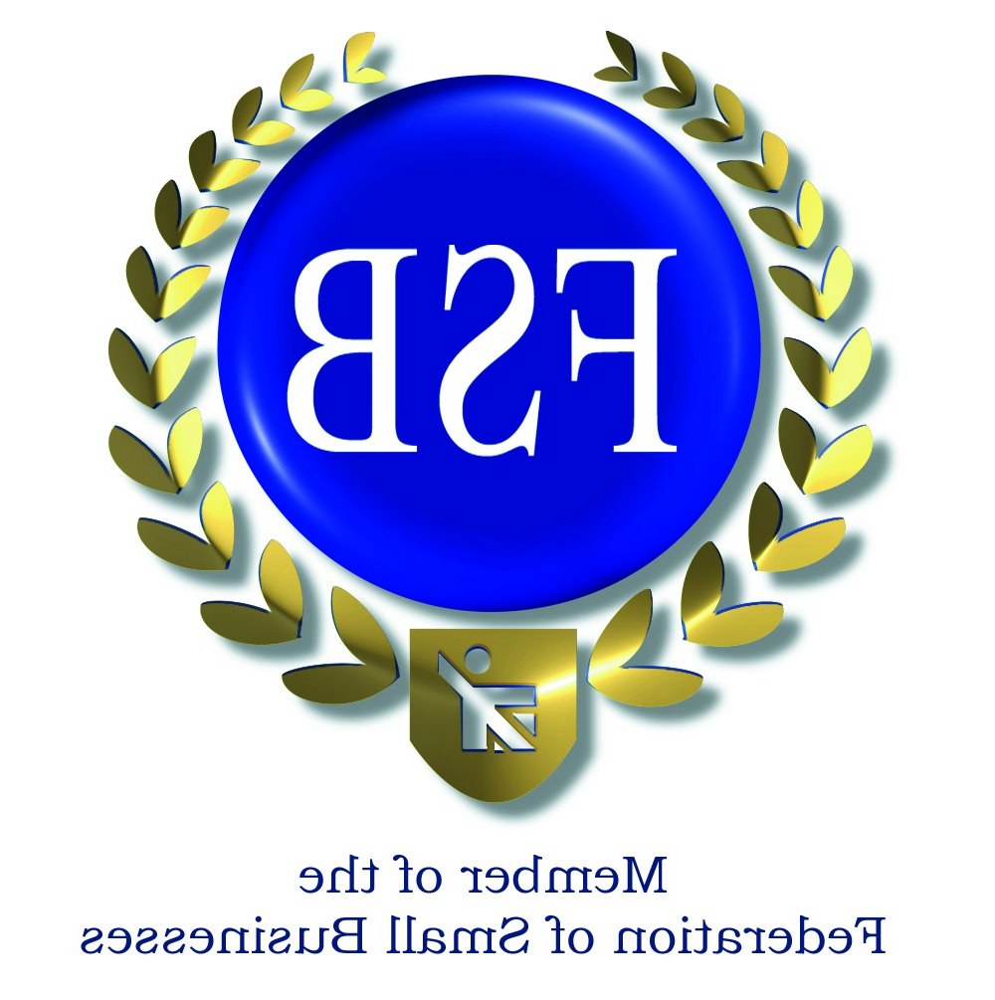 FSB
Member of the
Federation of Small Businesses